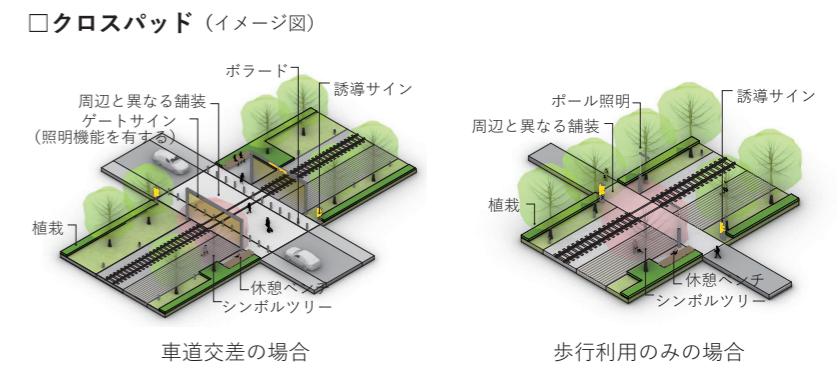 □クロスパッド（イメージ図）
ボラード
誘導サイン
周辺と異なる舗装
ゲートサイン
（照明機能を有する）
植栽
休憩ベンチ
シンボルツリー
車道交差の場合
ポール照明
誘導サイン
周辺と異なる舗装
植栽
休憩ベンチ
シンボルツリー
歩行利用のみの場合